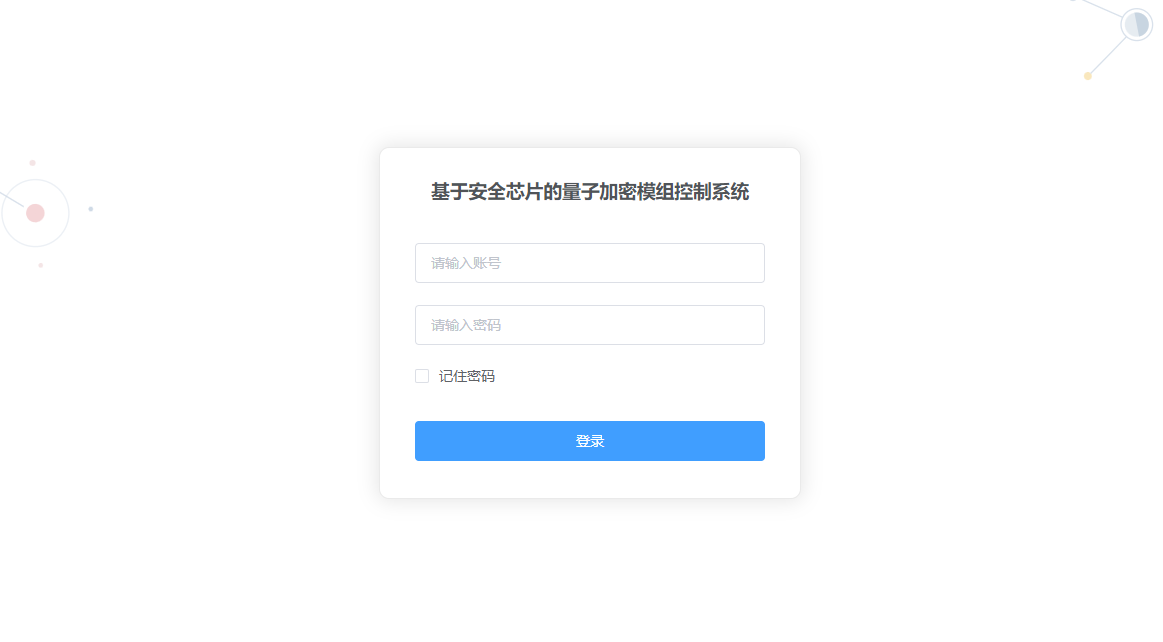 基于安全芯片的量子加密模组控制系统
请输入账号
请输入密码
记住密码
登录